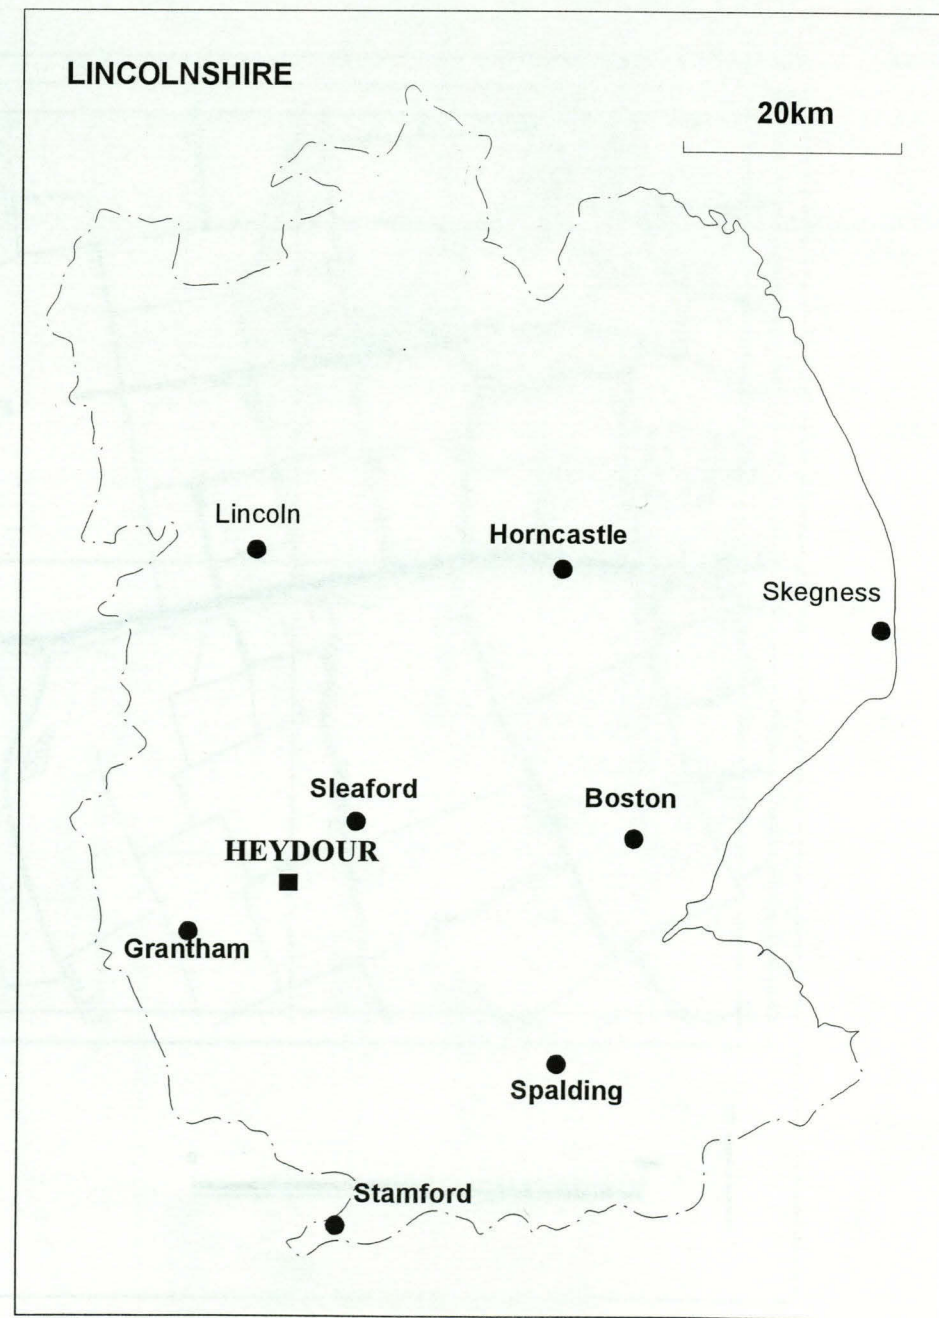 LINCOLNSHIRE
20km
Lincoln
Horncastle
Skegness
Sleaford
Boston
HEYDOUR
Grantham
Spalding
Stamford